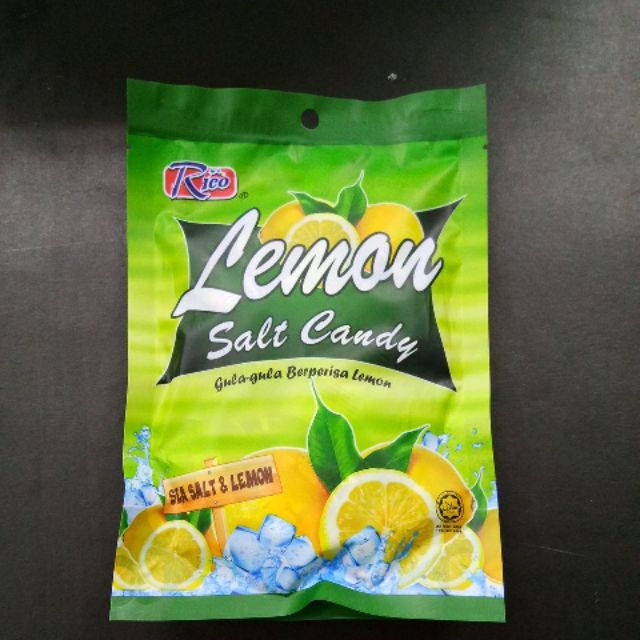 Rico
®
Lemon
Salt Candy
Gula-gula Berperisa Lemon
SEA SALT & LEMON